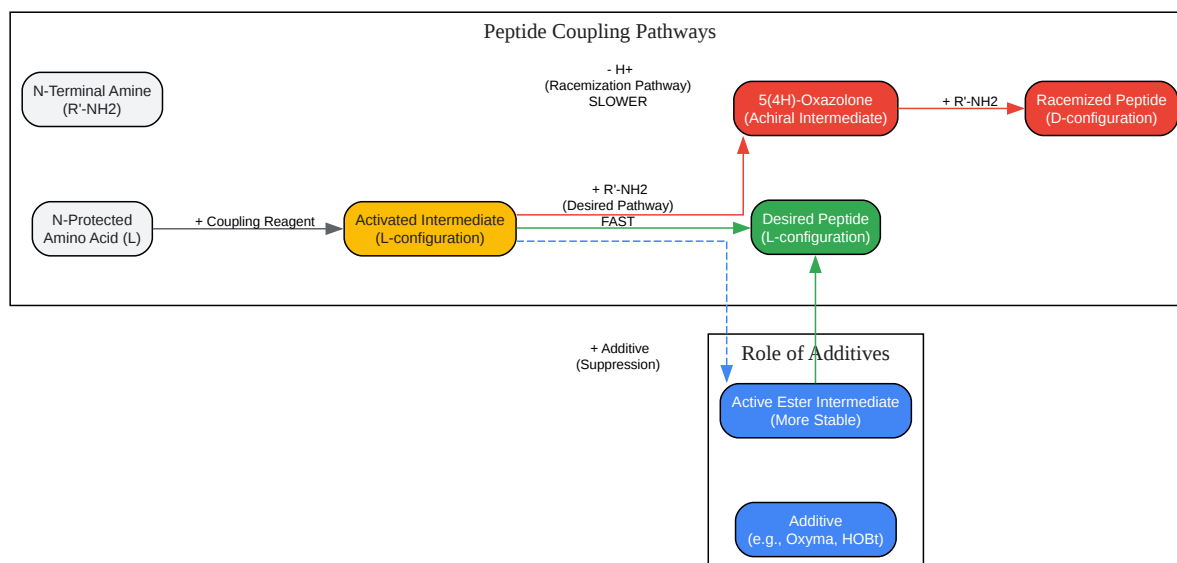 Peptide Coupling Pathways
N-Terminal Amine
(R'-NH2)
- H+
(Racemization Pathway)
SLOWER
5(4H)-Oxazolone
(Achiral Intermediate)
+ R'-NH2
Racemized Peptide
(D-configuration)
N-Protected
Amino Acid (L)
+ Coupling Reagent
Activated Intermediate
(L-configuration)
+ R'-NH2
(Desired Pathway)
FAST
Desired Peptide
(L-configuration)
+ Additive
(Suppression)
Role of Additives
Active Ester Intermediate
(More Stable)
Additive
(e.g., Oxyma, HOBt)